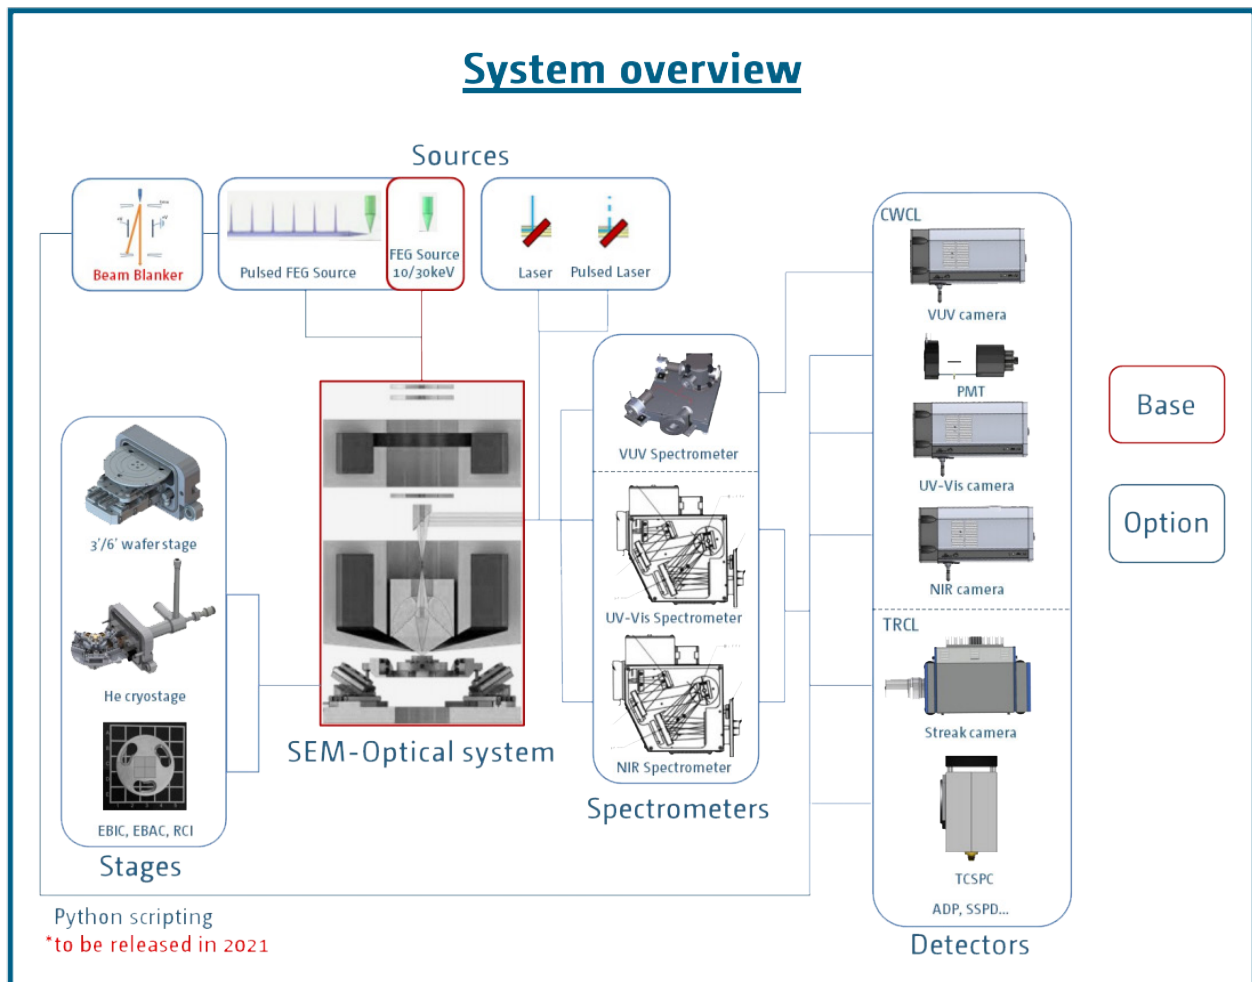 System overview
Sources
Beam Blanker
Pulsed FEG Source
FEG Source
10/30keV
Laser
Pulsed Laser
CWCL
VUV camera
PMT
UV-Vis camera
NIR camera
TRCL
Streak camera
TCSPC
ADP, SSPD...
Detectors
Base
Option
VUV Spectrometer
UV-Vis Spectrometer
NIR Spectrometer
Spectrometers
3'/6' wafer stage
He cryostage
EBIC, EBAC, RCI
Stages
SEM-Optical system
Python scripting
*to be released in 2021